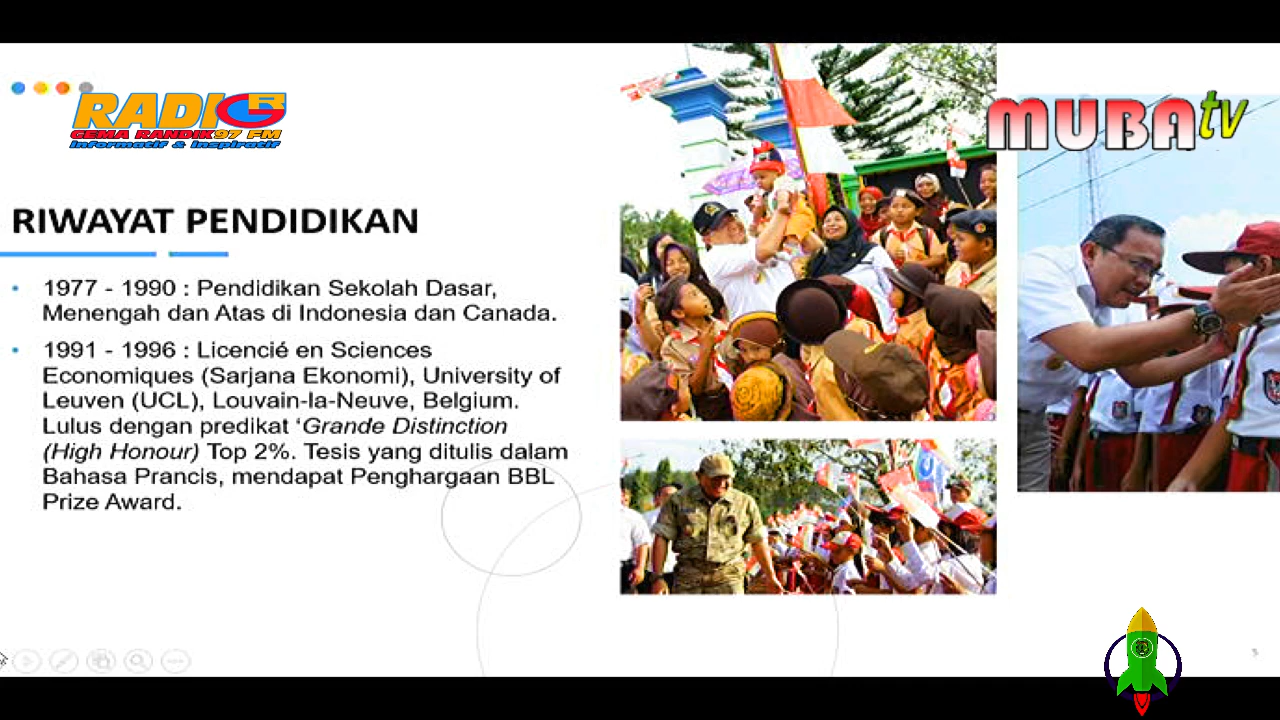 RADIO GR
GEMA RANDIK 97 FM
Informatif & Inspiratif
MUBA tv
RIWAYAT PENDIDIKAN
• 1977 - 1990 : Pendidikan Sekolah Dasar,
Menengah dan Atas di Indonesia dan Canada.
• 1991 - 1996 : Licencié en Sciences
Economiques (Sarjana Ekonomi), University of
Leuven (UCL), Louvain-la-Neuve, Belgium.
Lulus dengan predikat ‘Grande Distinction
(High Honour) Top 2%. Tesis yang ditulis dalam
Bahasa Prancis, mendapat Penghargaan BBL
Prize Award.